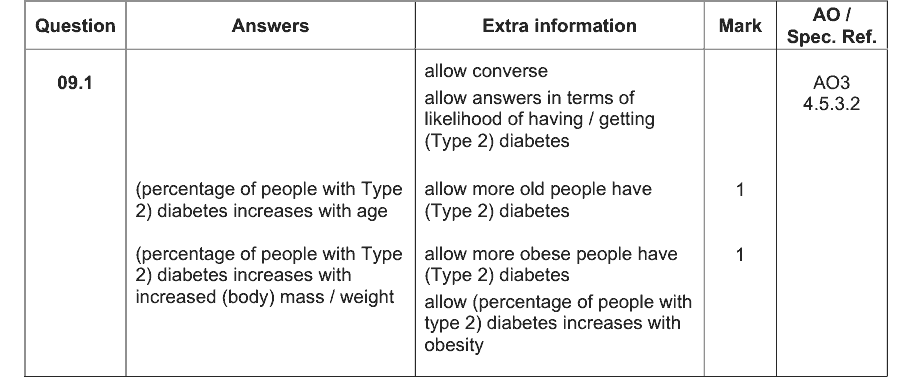 Question Answers Extra information Mark AO / Spec. Ref.
09.1
allow converse
allow answers in terms of
likelihood of having / getting
(Type 2) diabetes
AO3
4.5.3.2
(percentage of people with Type
2) diabetes increases with age
allow more old people have
(Type 2) diabetes
1
(percentage of people with Type
2) diabetes increases with
increased (body) mass / weight
allow more obese people have
(Type 2) diabetes
allow (percentage of people with
type 2) diabetes increases with
obesity
1